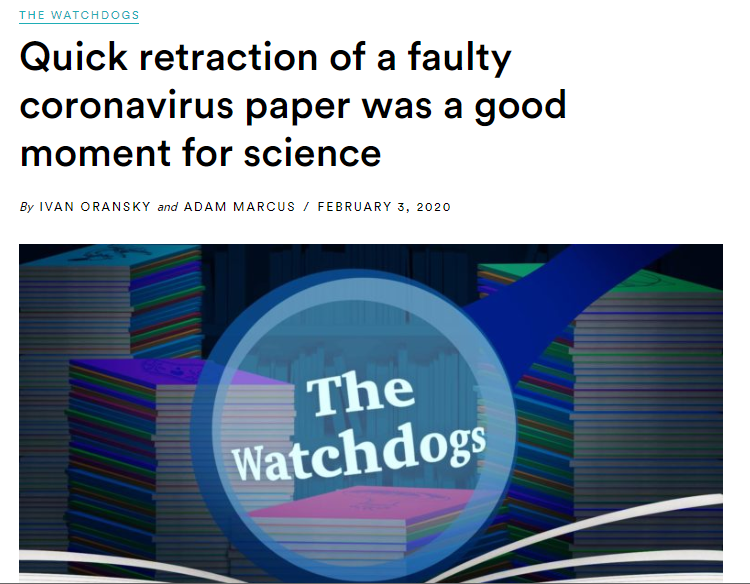 THE WATCHDOGS
Quick retraction of a faulty
coronavirus paper was a good
moment for science
By IVAN ORANSKY and ADAM MARCUS / FEBRUARY 3, 2020
The
Watchdogs